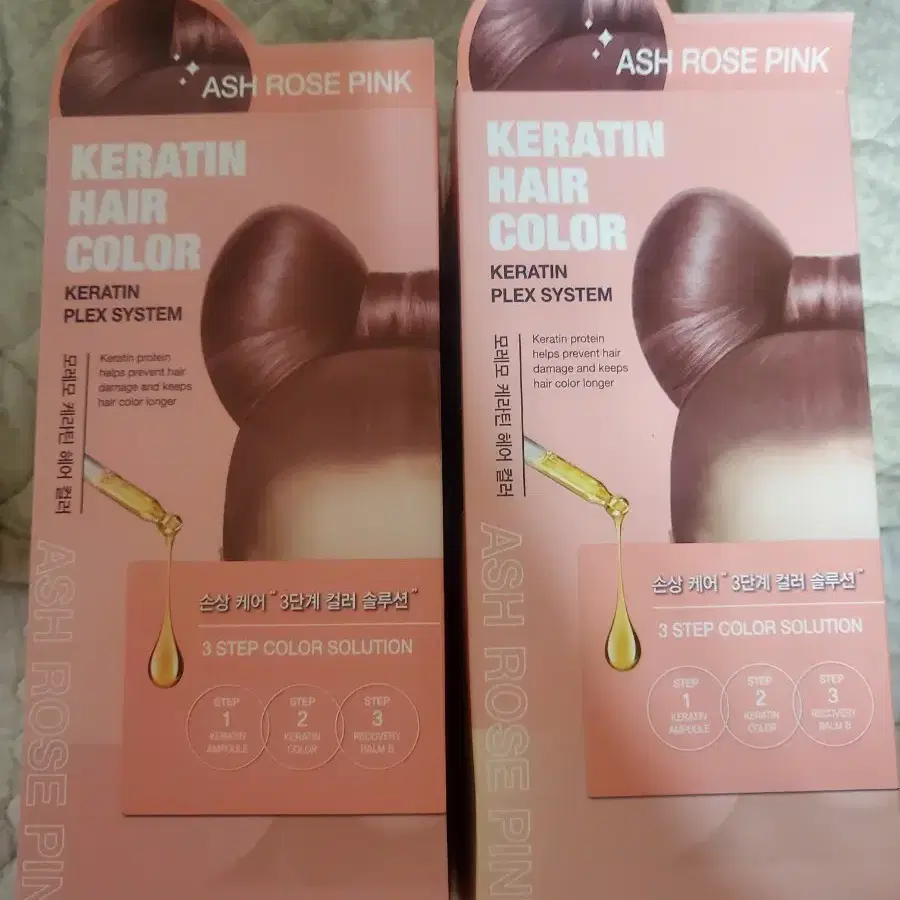 ASH ROSE PINK
KERATIN
HAIR
COLOR
KERATIN
PLEX SYSTEM
모레모 케라틴 헤어 컬러
Keratin protein
helps prevent hair
damage and keeps
hair color longer
손상 케어 "3단계 컬러 솔루션"
3 STEP COLOR SOLUTION
STEP
1
KERATIN
AMPOULE
STEP
2
KERATIN
COLOR
STEP
3
RECOVERY
BALM B
ASH ROSE PIN
ASH ROSE PINK
KERATIN
HAIR
COLOR
KERATIN
PLEX SYSTEM
모레모 케라틴 헤어 컬러
Keratin protein
helps prevent hair
damage and keeps
hair color longer
손상 케어 "3단계 컬러 솔루션"
3 STEP COLOR SOLUTION
STEP
1
KERATIN
AMPOULE
STEP
2
KERATIN
COLOR
STEP
3
RECOVERY
BALM B
ASH ROSE PIN